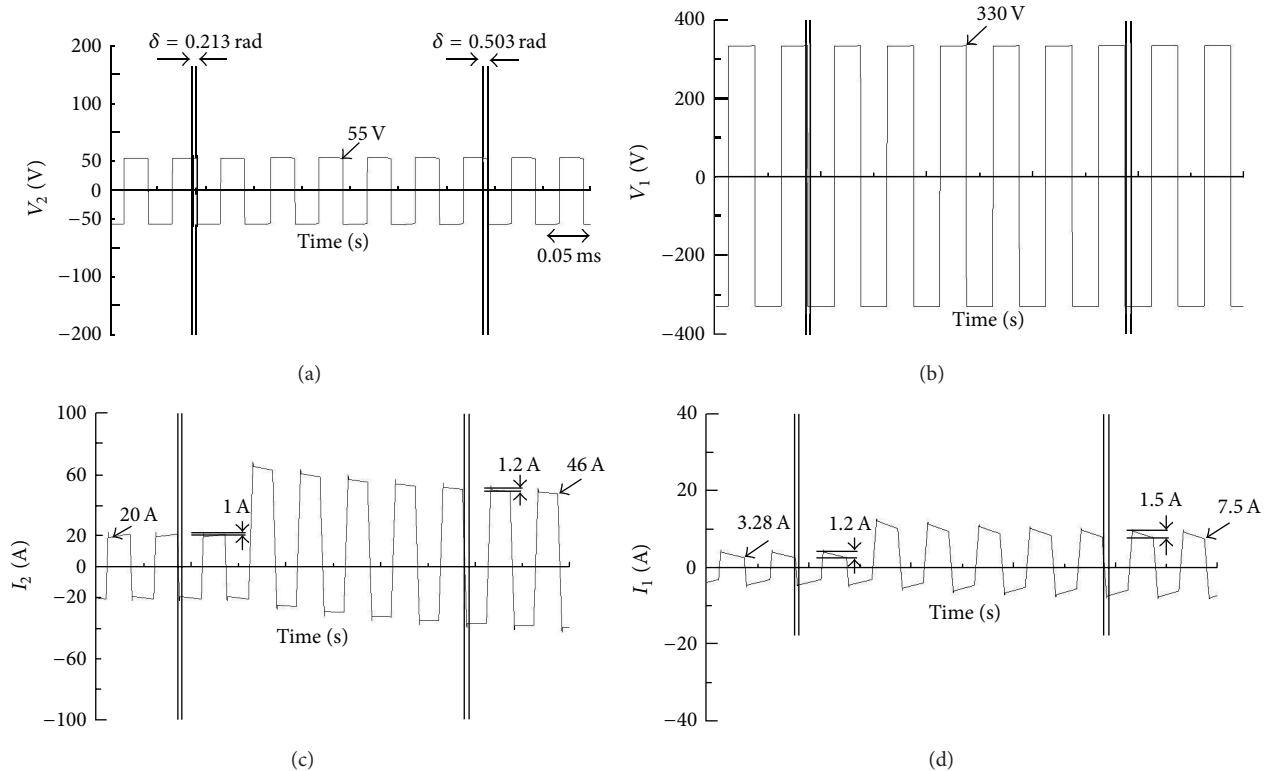 δ = 0.213 rad
δ = 0.503 rad
200
150
100
50
0
−50
−100
−150
−200
V2 (V)
55 V
Time (s)
0.05 ms
(a)
400
200
0
−200
−400
V1 (V)
330 V
Time (s)
(b)
100
60
20
0
−20
−60
−100
I2 (A)
20 A
1 A
1.2 A
46 A
Time (s)
(c)
40
20
0
−20
−40
I1 (A)
3.28 A
1.2 A
1.5 A
7.5 A
Time (s)
(d)